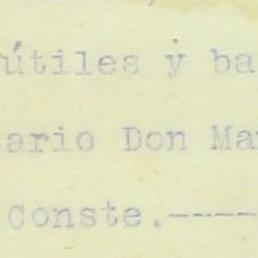 útiles y ba
ario Don Ma
Conste.----